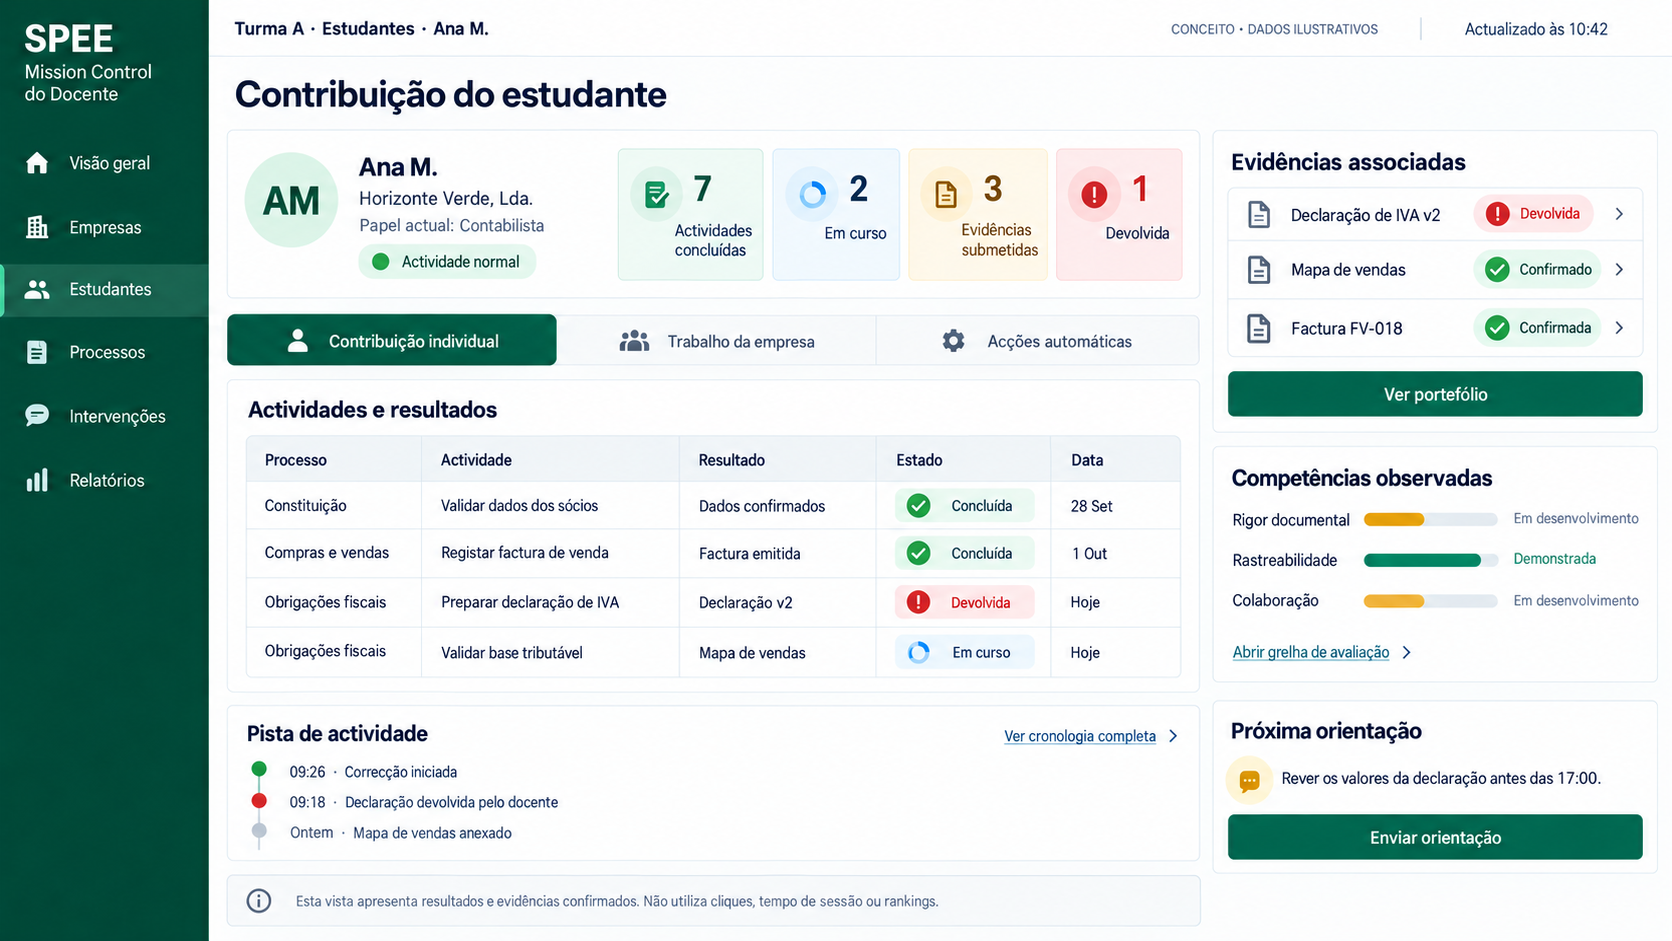 SPEE
Mission Control
do Docente
Visão geral
Empresas
Estudantes
Processos
Intervenções
Relatórios
Turma A · Estudantes · Ana M.
CONCEITO • DADOS ILUSTRATIVOS
Actualizado às 10:42
Contribuição do estudante
AM
Ana M.
Horizonte Verde, Lda.
Papel actual: Contabilista
Actividade normal
7
Actividades
concluídas
2
Em curso
3
Evidências
submetidas
1
Devolvida
Contribuição individual
Trabalho da empresa
Acções automáticas
Actividades e resultados
Processo Actividade Resultado Estado Data
Constituição Validar dados dos sócios Dados confirmados Concluída 28 Set
Compras e vendas Registar factura de venda Factura emitida Concluída 1 Out
Obrigações fiscais Preparar declaração de IVA Declaração v2 Devolvida Hoje
Obrigações fiscais Validar base tributável Mapa de vendas Em curso Hoje
Pista de actividade
Ver cronologia completa
09:26 · Correcção iniciada
09:18 · Declaração devolvida pelo docente
Ontem · Mapa de vendas anexado
Esta vista apresenta resultados e evidências confirmados. Não utiliza cliques, tempo de sessão ou rankings.
Evidências associadas
Declaração de IVA v2 Devolvida
Mapa de vendas Confirmado
Factura FV-018 Confirmada
Ver portefólio
Competências observadas
Rigor documental Em desenvolvimento
Rastreabilidade Demonstrada
Colaboração Em desenvolvimento
Abrir grelha de avaliação
Próxima orientação
Rever os valores da declaração antes das 17:00.
Enviar orientação